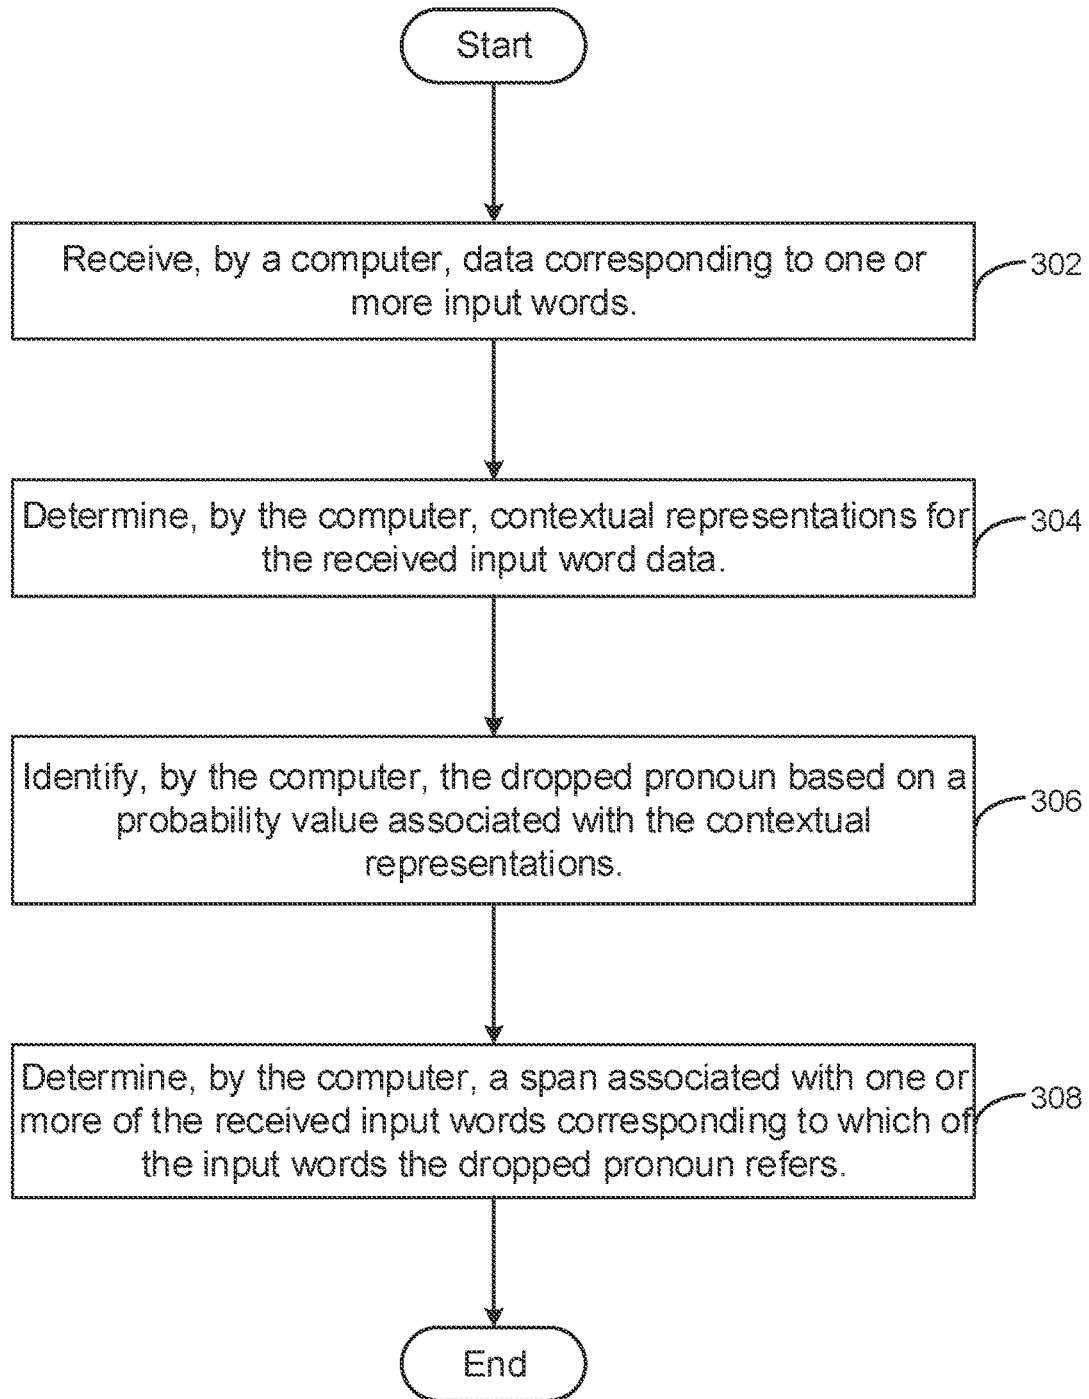 Start
Receive, by a computer, data corresponding to one or
more input words.
302
Determine, by the computer, contextual representations for
the received input word data.
304
Identify, by the computer, the dropped pronoun based on a
probability value associated with the contextual
representations.
306
Determine, by the computer, a span associated with one or
more of the received input words corresponding to which of
the input words the dropped pronoun refers.
308
End